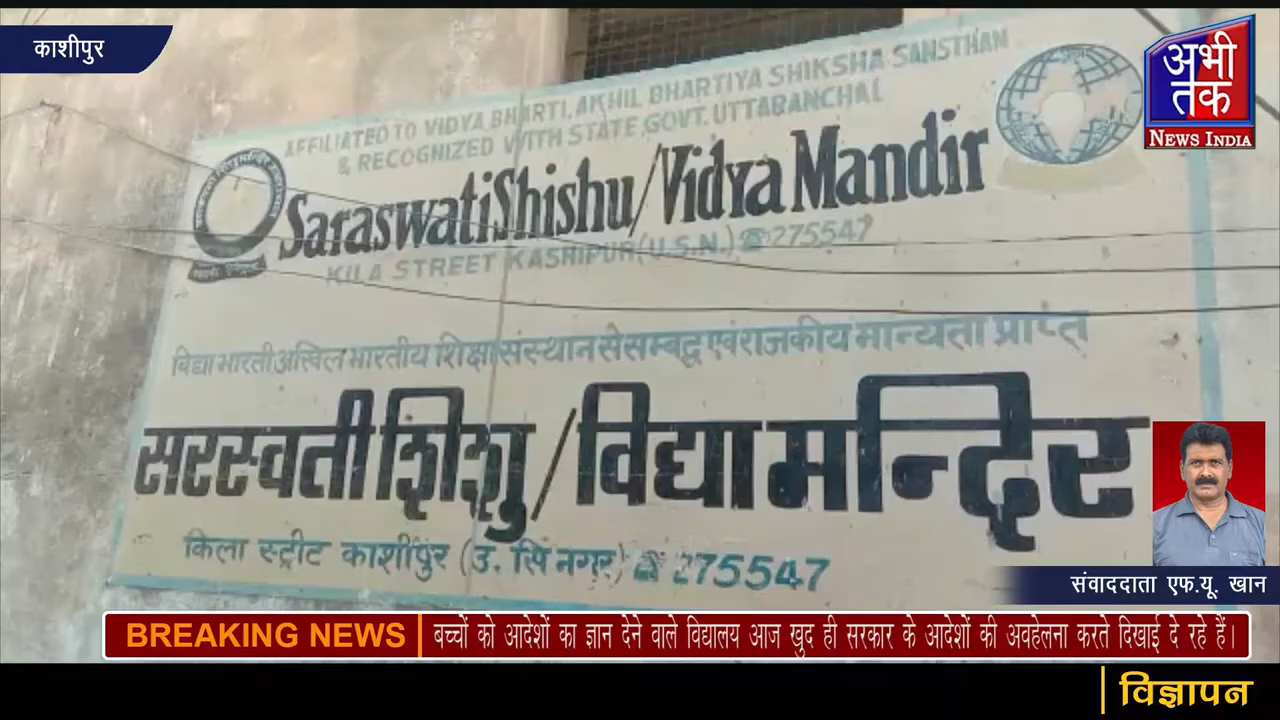 काशीपुर
अभी
तक
NEWS INDIA
AFFILIATED TO VIDYA BHARTI, AKHIL BHARTIYA SHIKSHA SANSTHAN
& RECOGNIZED WITH STATE GOVT. UTTARANCHAL
Saraswati Shishu/Vidya Mandir
KILA STREET KASHIPUR (U.S.N.) ☎275547
विद्या भारती अखिल भारतीय शिक्षा संस्थान से सम्बद्ध एवं राजकीय मान्यता प्राप्त
सरस्वती शिशु/विद्या मन्दिर
किला स्ट्रीट काशीपुर (उ. सिं नगर) ☎ 275547
संवाददाता एफ.यू. खान
BREAKING NEWS | बच्चों को आदेशों का ज्ञान देने वाले विद्यालय आज खुद ही सरकार के आदेशों की अवहेलना करते दिखाई दे रहे हैं।
विज्ञापन